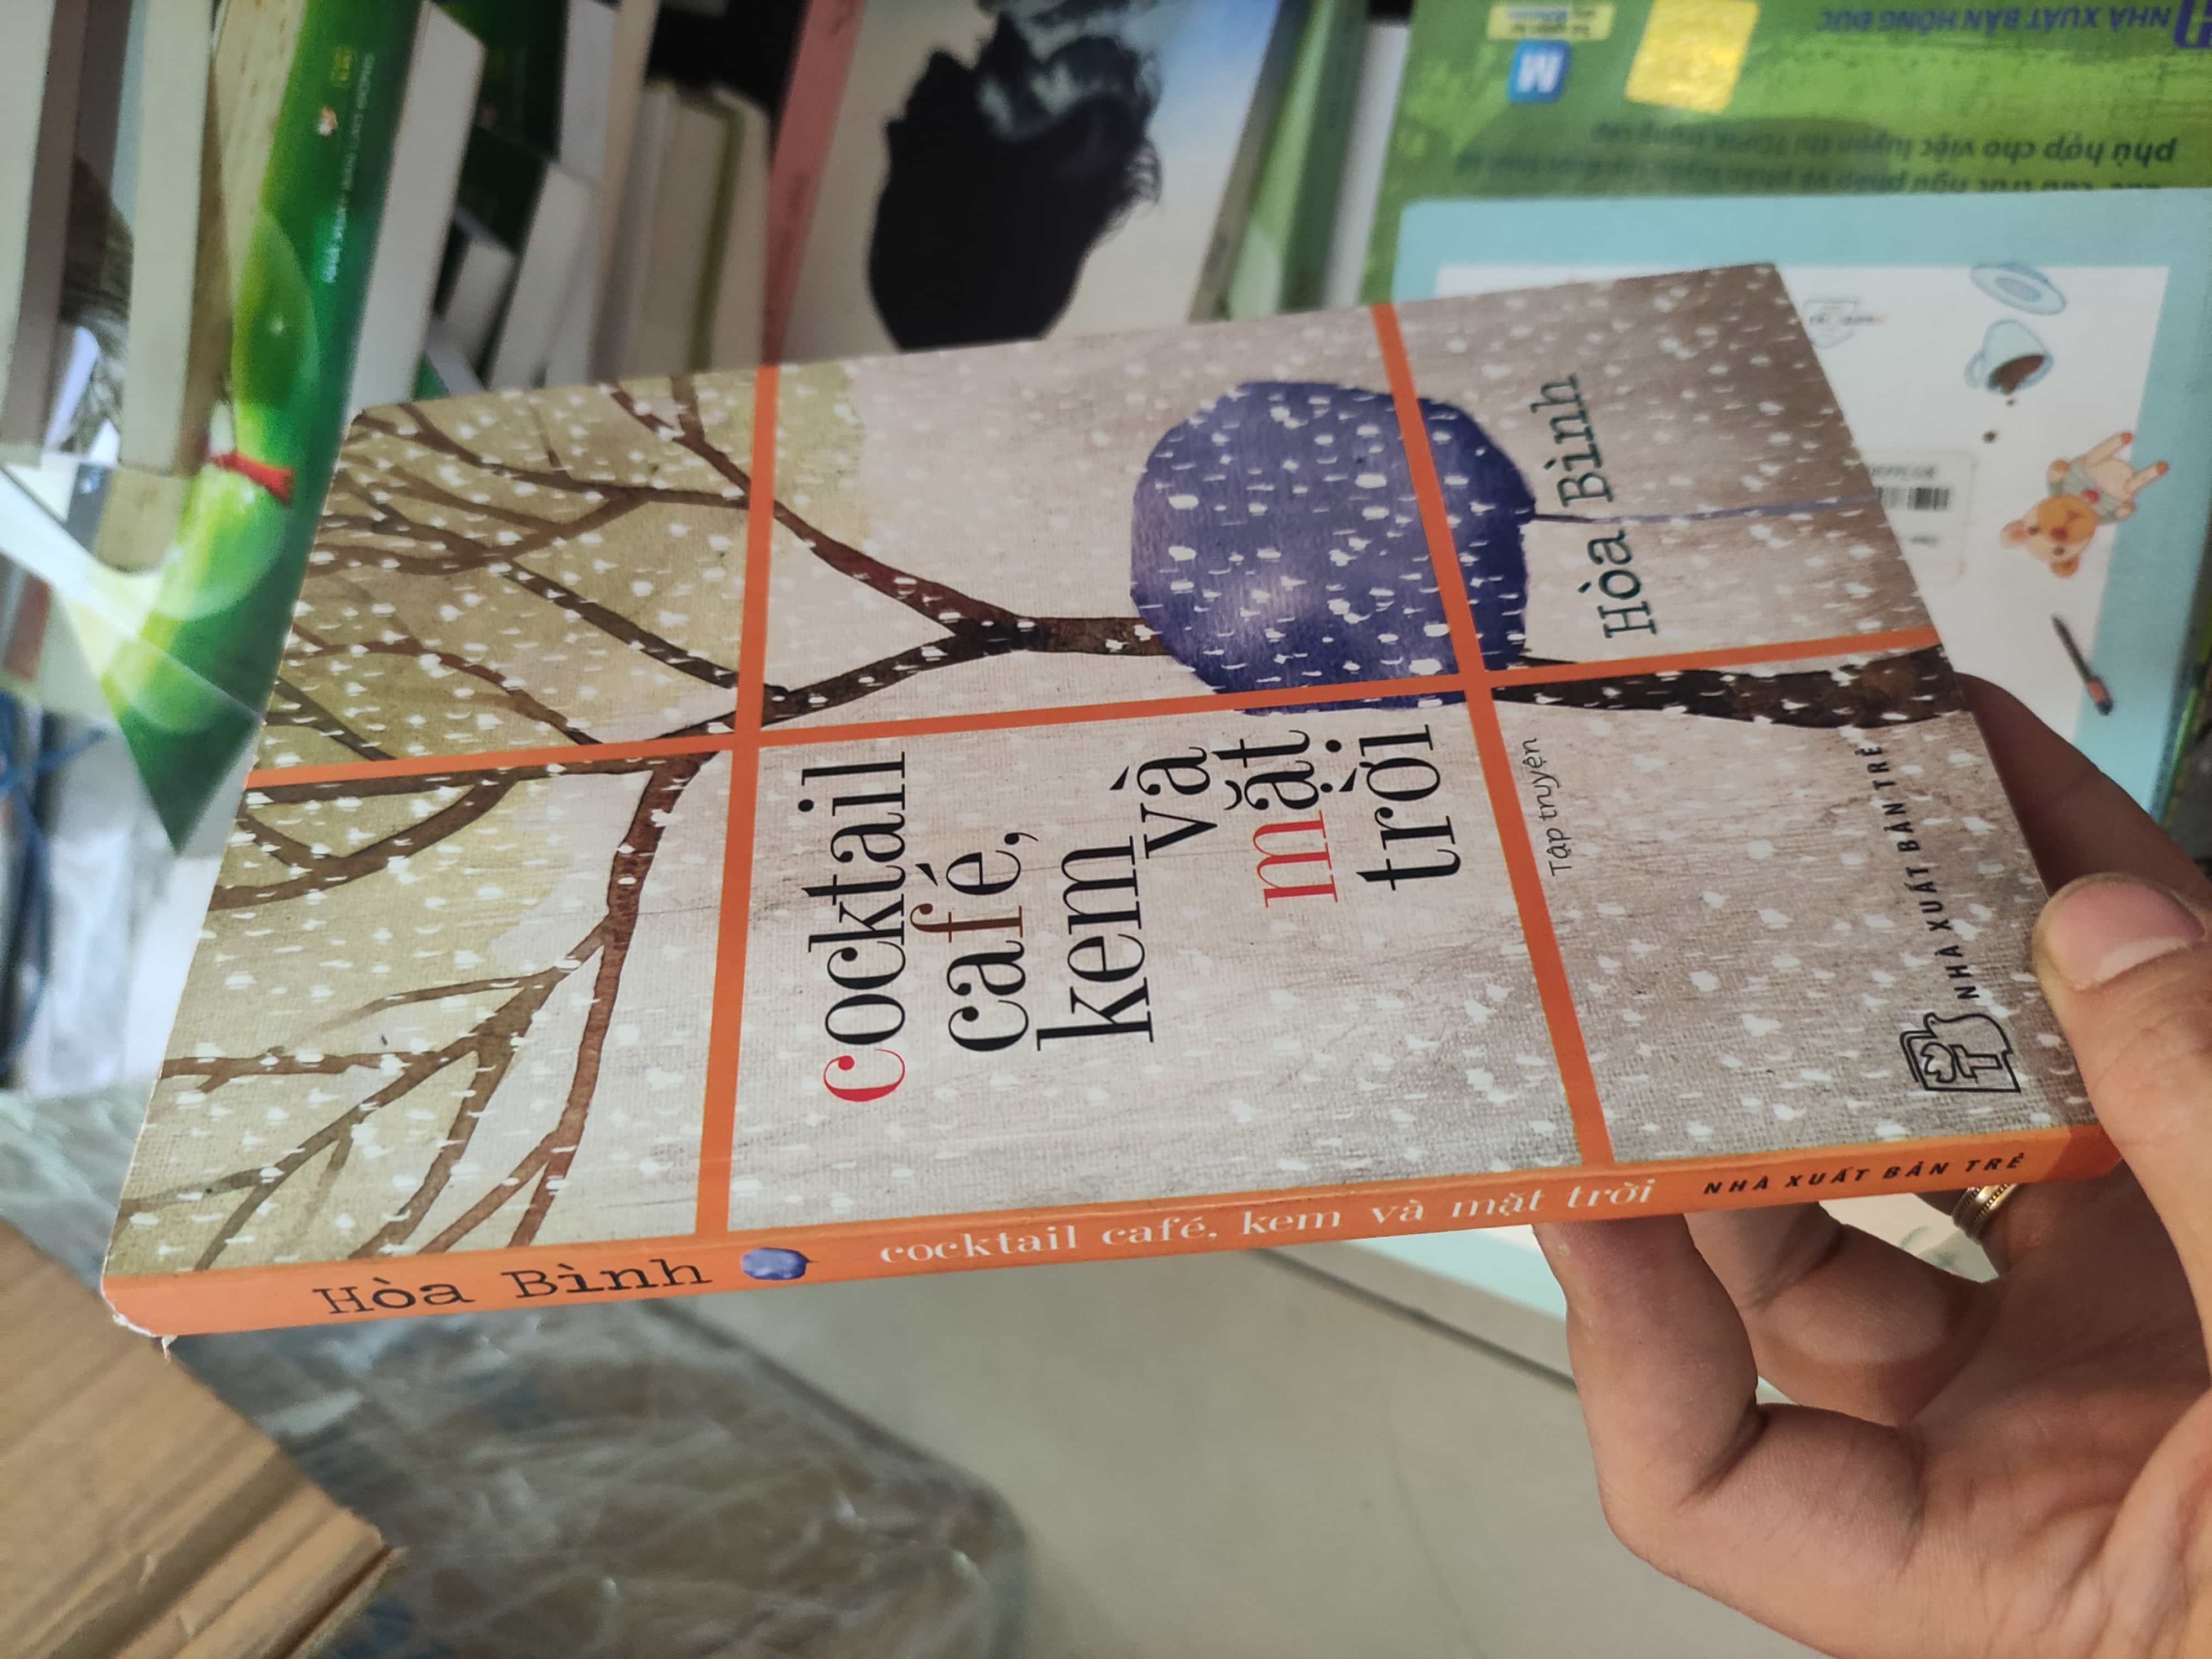 Hòa Bình
cocktail
café,
kem
và
mặt
trời
Tập truyện
NHÀ XUẤT BẢN TRẺ
Hòa Bình cocktail café, kem và mặt trời NHÀ XUẤT BẢN TRẺ
NHÀ XUẤT BẢN HỒNG ĐỨC
phù hợp cho việc luyện thi